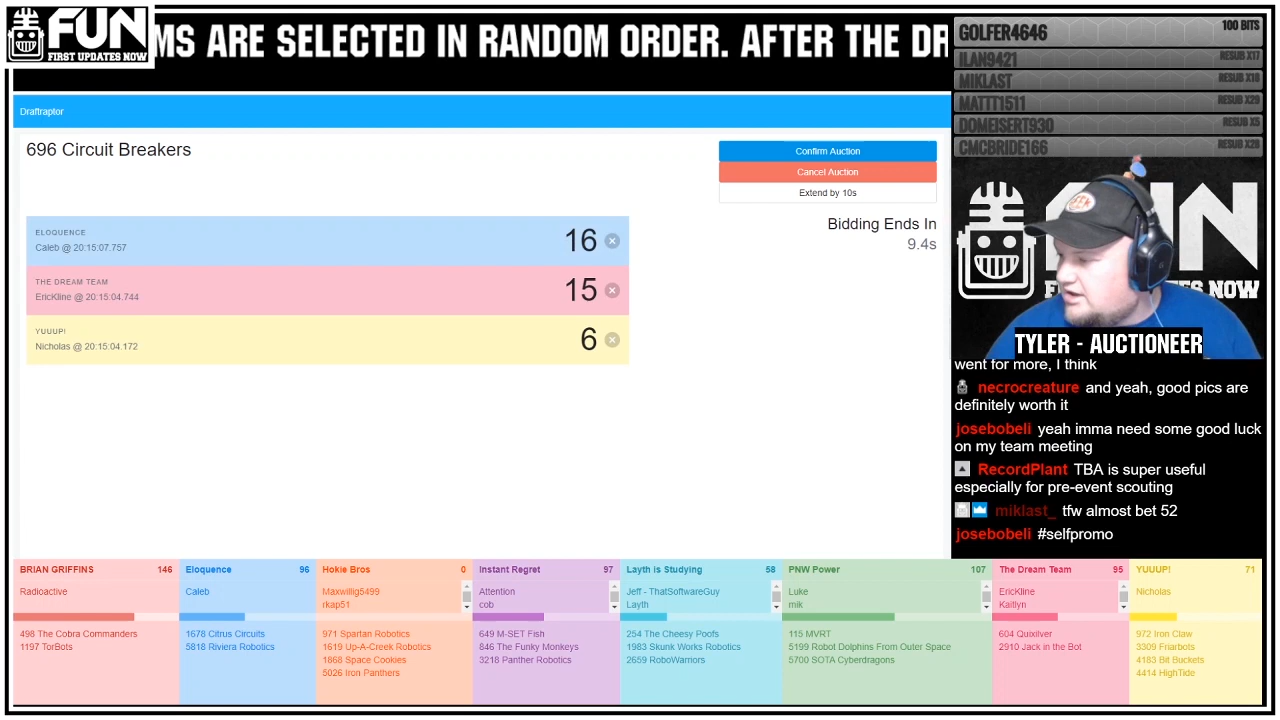 FUN
FIRST UPDATES NOW
MS ARE SELECTED IN RANDOM ORDER. AFTER THE DR
Draftraptor
696 Circuit Breakers
Confirm Auction
Cancel Auction
Extend by 10s
Bidding Ends In
9.4s
ELOQUENCE
Caleb @ 20:15:07.757
16
THE DREAM TEAM
EricKline @ 20:15:04.744
15
YUUUP!
Nicholas @ 20:15:04.172
6
GOLFER4646 100 BITS
ILAN9421 RESUB X17
MIKLAST RESUB X18
MATTT1511 RESUB X29
DOMEISERT930 RESUB X5
CMCBRIDE166 RESUB X28
TYLER - AUCTIONEER
went for more, I think
necrocreature and yeah, good pics are
definitely worth it
josebobeli yeah imma need some good luck
on my team meeting
RecordPlant TBA is super useful
especially for pre-event scouting
miklast_ tfw almost bet 52
josebobeli #selfpromo
BRIAN GRIFFINS 146
Radioactive
498 The Cobra Commanders
1197 TorBots
Eloquence 96
Caleb
1678 Citrus Circuits
5818 Riviera Robotics
Hokie Bros 0
Maxwillig5499
rkap51
971 Spartan Robotics
1619 Up-A-Creek Robotics
1868 Space Cookies
5026 Iron Panthers
Instant Regret 97
Attention
cob
649 M-SET Fish
846 The Funky Monkeys
3218 Panther Robotics
Layth is Studying 58
Jeff - ThatSoftwareGuy
Layth
254 The Cheesy Poofs
1983 Skunk Works Robotics
2659 RoboWarriors
PNW Power 107
Luke
mik
115 MVRT
5199 Robot Dolphins From Outer Space
5700 SOTA Cyberdragons
The Dream Team 95
EricKline
Kaitlyn
604 Quixilver
2910 Jack in the Bot
YUUUP! 71
Nicholas
972 Iron Claw
3309 Friarbots
4183 Bit Buckets
4414 HighTide